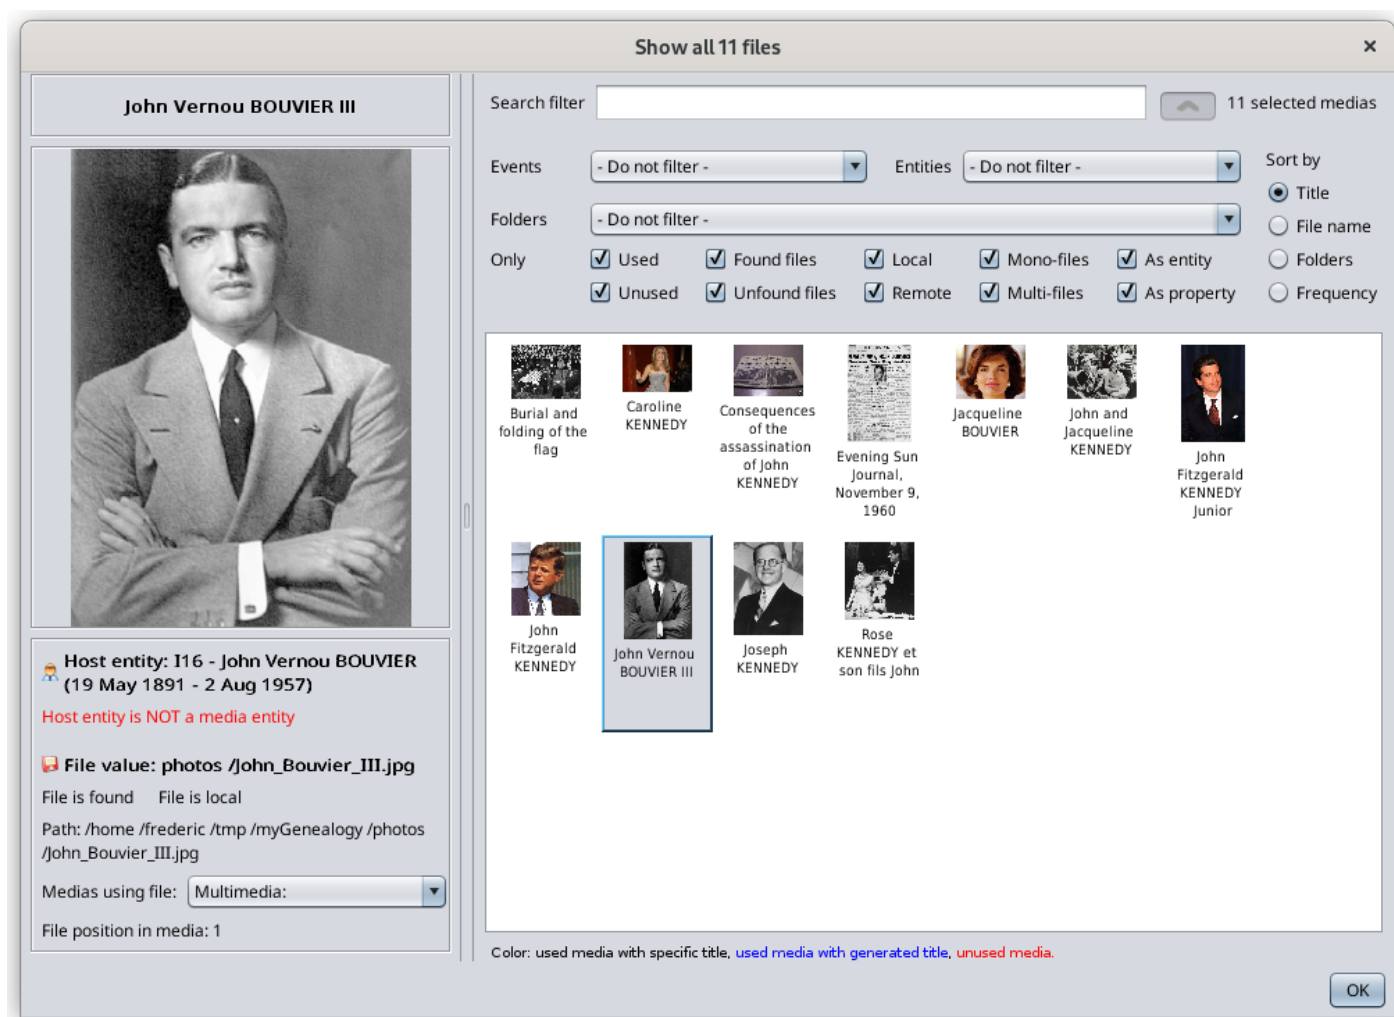 Show all 11 files
×
John Vernou BOUVIER III
Host entity: I16 - John Vernou BOUVIER
(19 May 1891 - 2 Aug 1957)
Host entity is NOT a media entity
File value: photos /John_Bouvier_III.jpg
File is found File is local
Path: /home /frederic /tmp /myGenealogy /photos
/John_Bouvier_III.jpg
Medias using file: Multimedia:
File position in media: 1
Search filter 11 selected medias
Events - Do not filter - Entities - Do not filter -
Folders - Do not filter -
Only Used Found files Local Mono-files As entity
Unused Unfound files Remote Multi-files As property
Sort by
Title
File name
Folders
Frequency
Burial and
folding of the
flag
Caroline
KENNEDY
Consequences
of the
assassination
of John
KENNEDY
Evening Sun
Journal,
November 9,
1960
Jacqueline
BOUVIER
John and
Jacqueline
KENNEDY
John
Fitzgerald
KENNEDY
Junior
John
Fitzgerald
KENNEDY
John Vernou
BOUVIER III
Joseph
KENNEDY
Rose
KENNEDY et
son fils John
Color: used media with specific title, used media with generated title, unused media.
OK